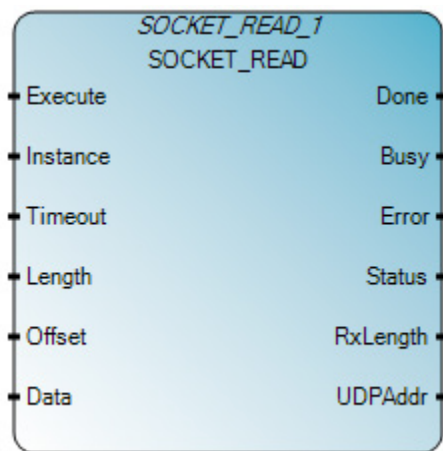 SOCKET_READ_1
SOCKET_READ
Execute Done
Instance Busy
Timeout Error
Length Status
Offset RxLength
Data UDPAddr